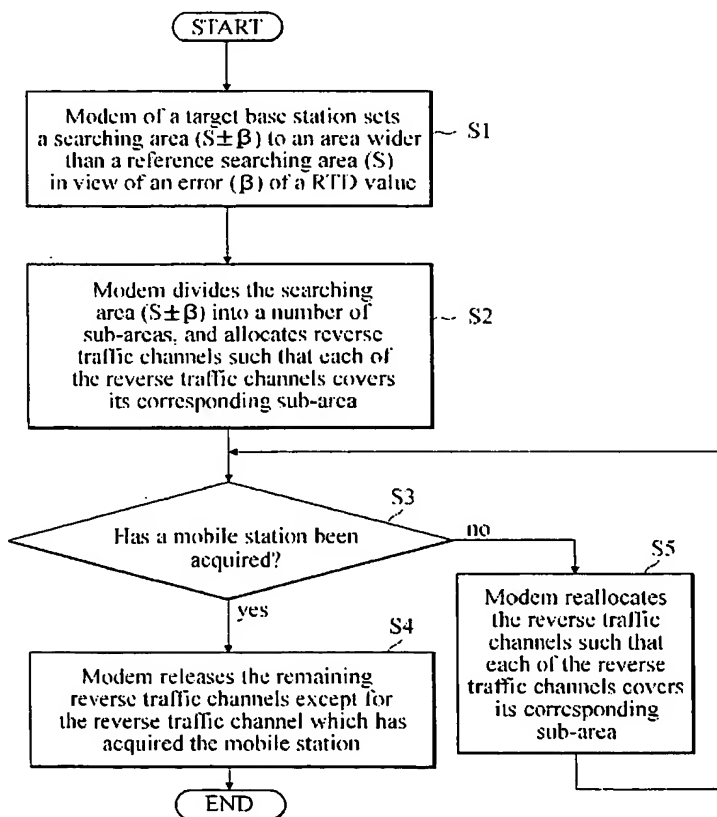 START
Modem of a target base station sets
a searching area (S±β) to an area wider
than a reference searching area (S)
in view of an error (β) of a RTD value
S1
Modem divides the searching
area (S±β) into a number of
sub-areas, and allocates reverse
traffic channels such that each of
the reverse traffic channels covers
its corresponding sub-area
S2
S3
Has a mobile station been
acquired?
no
yes
S5
Modem reallocates
the reverse traffic
channels such that
each of the reverse
traffic channels covers
its corresponding
sub-area
S4
Modem releases the remaining
reverse traffic channels except for
the reverse traffic channel which has
acquired the mobile station
END